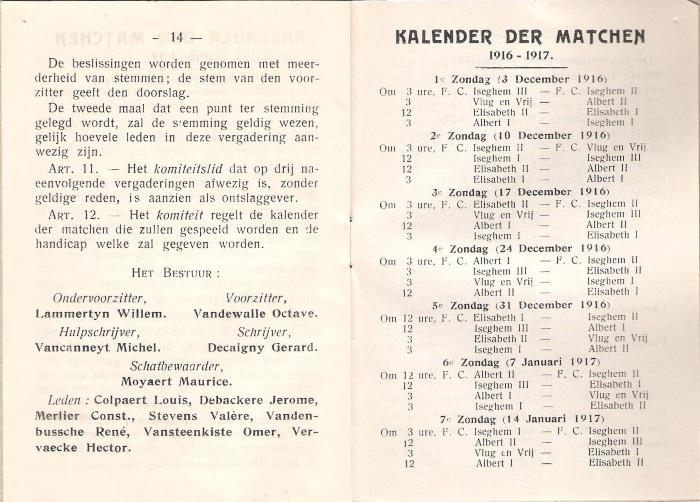 — 14 —
De beslissingen worden genomen met meer-
derheid van stemmen; de stem van den voor-
zitter geeft den doorslag.
De tweede maal dat een punt ter stemming
gelegd wordt, zal de stemming geldig wezen,
gelijk hoevele leden in deze vergadering aan-
wezig zijn.
ART. 11. — Het komiteitslid dat op drij na-
eenvolgende vergaderingen afwezig is, zonder
geldige reden, is aanzien als ontslaggever.
ART. 12. — Het komiteit regelt de kalender
der matchen die zullen gespeeld worden en de
handicap welke zal gegeven worden.
HET BESTUUR :
Ondervoorzitter, Voorzitter,
Lammertyn Willem. Vandewalle Octave.
Hulpschrijver, Schrijver,
Vancanneyt Michel. Decaigny Gerard.
Schatbewaarder,
Moyaert Maurice.
Leden : Colpaert Louis, Debackere Jerome,
Merlier Const., Stevens Valère, Vanden-
bussche René, Vansteenkiste Omer, Ver-
vaecke Hector.
KALENDER DER MATCHEN
1916-1917.
1e Zondag (3 December 1916)
Om 3 ure, F. C. Iseghem III — F. C. Iseghem II
3 Vlug en Vrij — Albert II
12 Elisabeth II — Elisabeth I
3 Albert I — Iseghem I
2e Zondag (10 December 1916)
Om 3 ure, F. C. Iseghem II — F. C. Vlug en Vrij
12 Iseghem I — Iseghem III
3 Elisabeth II — Albert II
3 Elisabeth I — Albert I
3e Zondag (17 December 1916)
Om 3 ure, F. C. Elisabeth II — F. C. Iseghem II
3 Vlug en Vrij — Iseghem III
12 Albert I — Albert II
3 Iseghem I — Elisabeth I
4e Zondag (24 December 1916)
Om 3 ure, F. C. Albert I — F. C. Iseghem II
3 Iseghem III — Elisabeth II
3 Vlug en Vrij — Iseghem I
12 Albert II — Elisabeth I
5e Zondag (31 December 1916)
Om 12 ure, F. C. Elisabeth I — Iseghem II
12 Iseghem III — Albert I
3 Elisabeth II — Vlug en Vrij
3 Iseghem I — Albert II
6e Zondag (7 Januari 1917)
Om 12 ure, F. C. Albert II — F. C. Iseghem II
12 Iseghem III — Elisabeth I
3 Albert I — Vlug en Vrij
3 Iseghem I — Elisabeth II
7e Zondag (14 Januari 1917)
Om 3 ure, F. C. Iseghem I — F. C. Iseghem II
12 Albert II — Iseghem III
3 Vlug en Vrij — Elisabeth I
12 Albert I — Elisabeth II